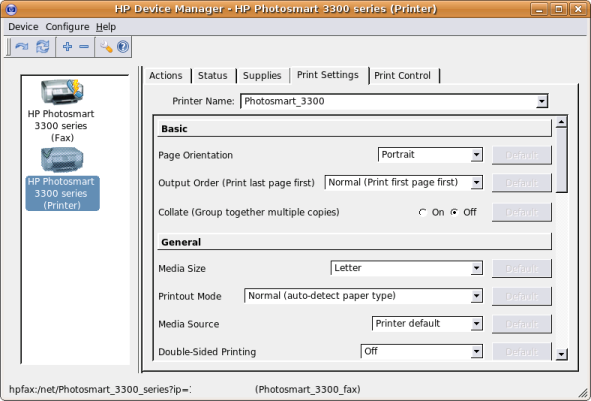 HP Device Manager - HP Photosmart 3300 series (Printer)
Device Configure Help
HP Photosmart
3300 series
(Fax)
HP Photosmart
3300 series
(Printer)
Actions Status Supplies Print Settings Print Control
Printer Name: Photosmart_3300
Basic
Page Orientation Portrait Default
Output Order (Print last page first) Normal (Print first page first) Default
Collate (Group together multiple copies) On Off Default
General
Media Size Letter Default
Printout Mode Normal (auto-detect paper type) Default
Media Source Printer default Default
Double-Sided Printing Off Default
hpfax:/net/Photosmart_3300_series?ip= (Photosmart_3300_fax)